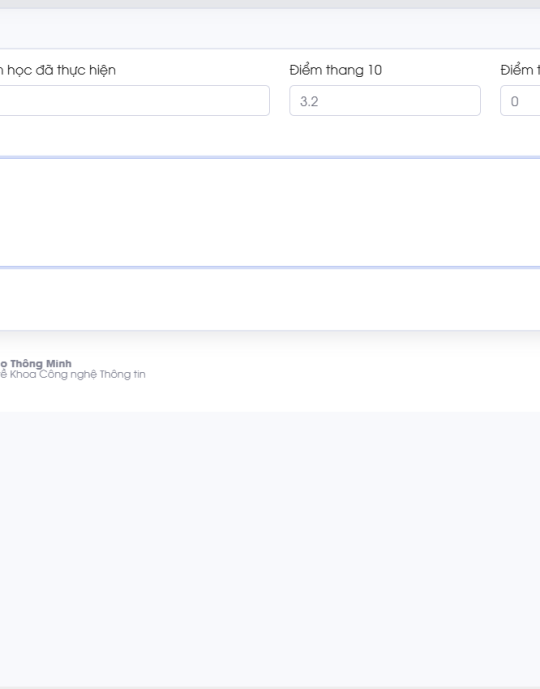 học đã thực hiện
Điểm thang 10
Điểm
3.2
0
Thông Minh
Khoa Công nghệ Thông tin